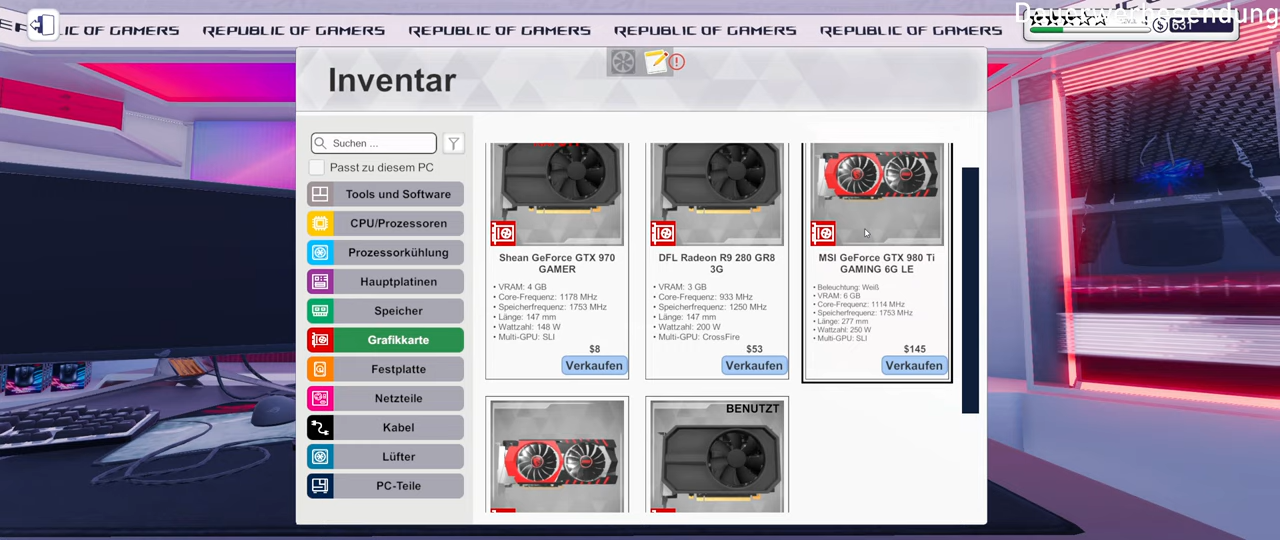 Dauerwerbesendung
REPUBLIC OF GAMERS
REPUBLIC OF GAMERS
REPUBLIC OF GAMERS
REPUBLIC OF GAMERS
631
Inventar
Suchen ...
Passt zu diesem PC
Tools und Software
CPU/Prozessoren
Prozessorkühlung
Hauptplatinen
Speicher
Grafikkarte
Festplatte
Netzteile
Kabel
Lüfter
PC-Teile
Shean GeForce GTX 970
GAMER
• VRAM: 4 GB
• Core-Frequenz: 1178 MHz
• Speicherfrequenz: 1753 MHz
• Länge: 147 mm
• Wattzahl: 148 W
• Multi-GPU: SLI
$8
Verkaufen
DFL Radeon R9 280 GR8
3G
• VRAM: 3 GB
• Core-Frequenz: 933 MHz
• Speicherfrequenz: 1250 MHz
• Länge: 147 mm
• Wattzahl: 200 W
• Multi-GPU: CrossFire
$53
Verkaufen
MSI GeForce GTX 980 Ti
GAMING 6G LE
• Beleuchtung: Weiß
• VRAM: 6 GB
• Core-Frequenz: 1114 MHz
• Speicherfrequenz: 1753 MHz
• Länge: 277 mm
• Wattzahl: 250 W
• Multi-GPU: SLI
$145
Verkaufen
BENUTZT